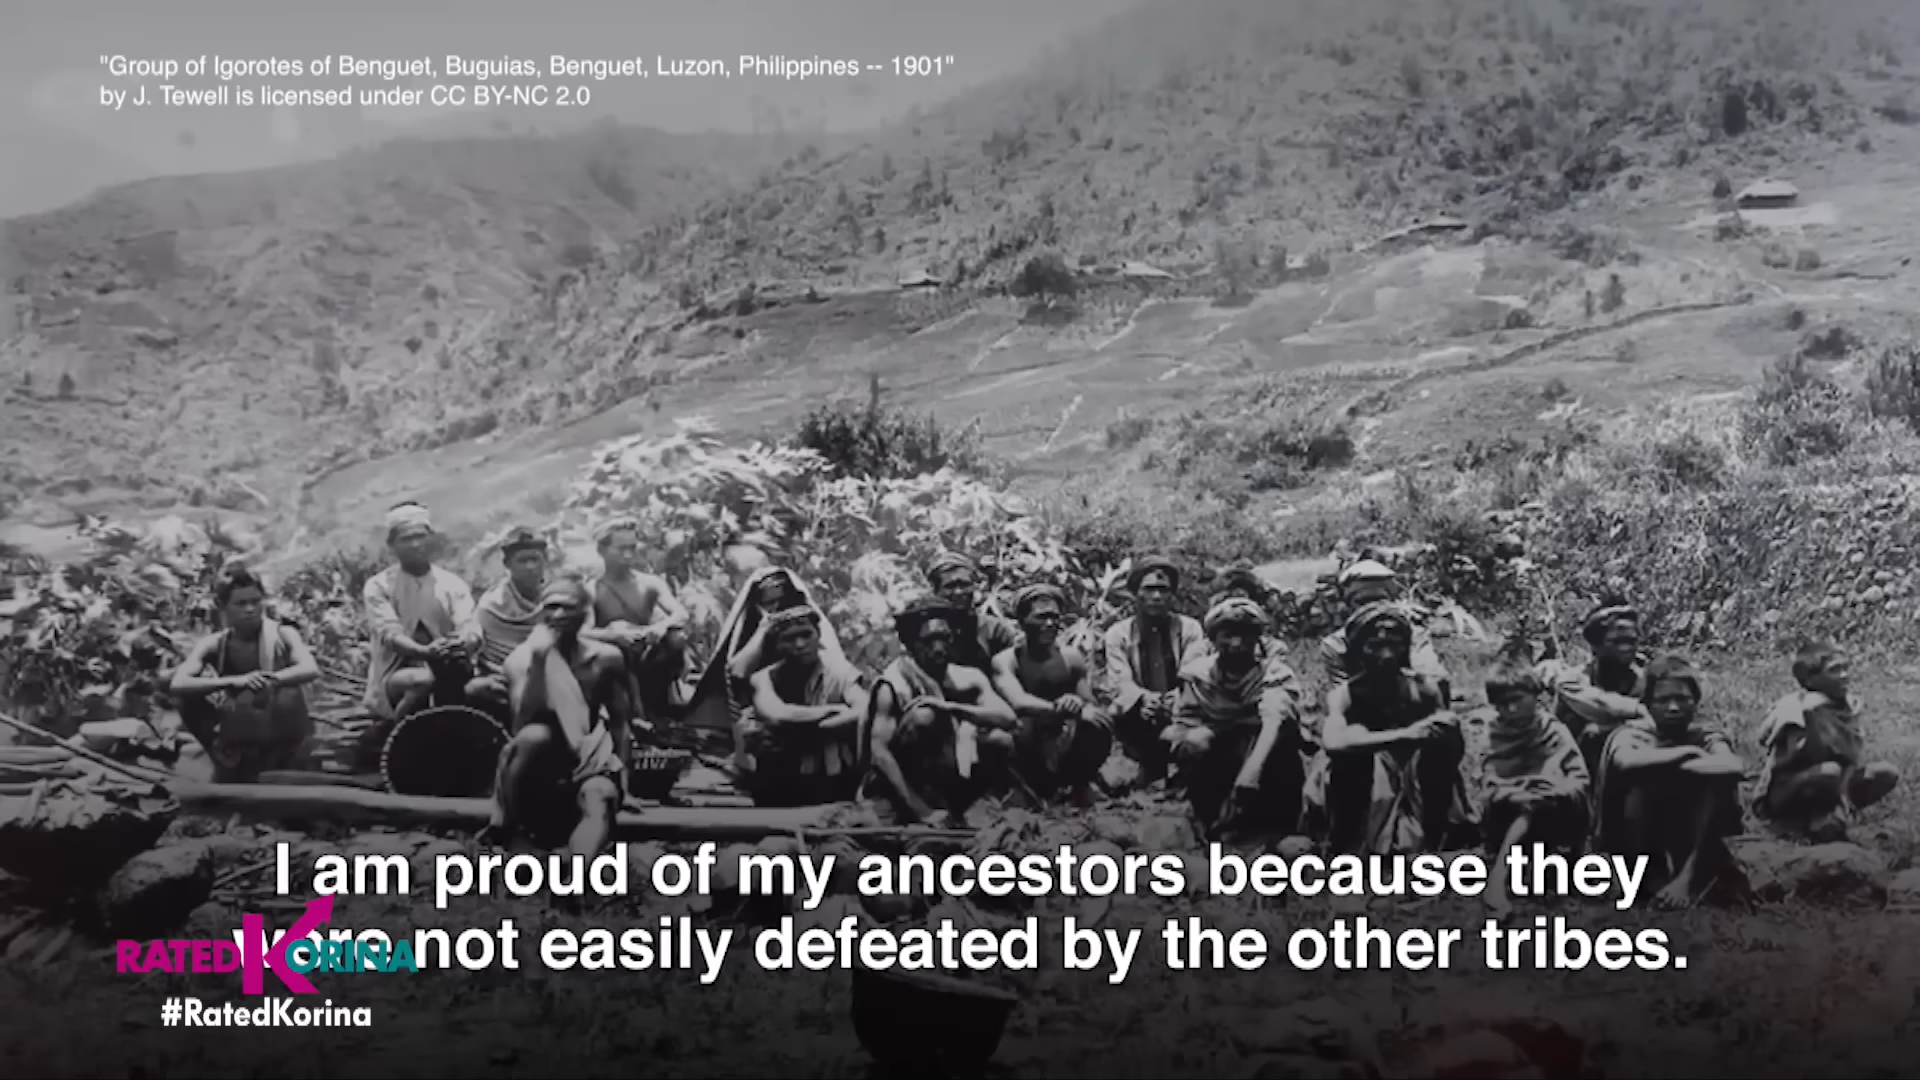 "Group of Igorotes of Benguet, Buguias, Benguet, Luzon, Philippines -- 1901"
by J. Tewell is licensed under CC BY-NC 2.0
I am proud of my ancestors because they
were not easily defeated by the other tribes.
RATED KORINA
#RatedKorina